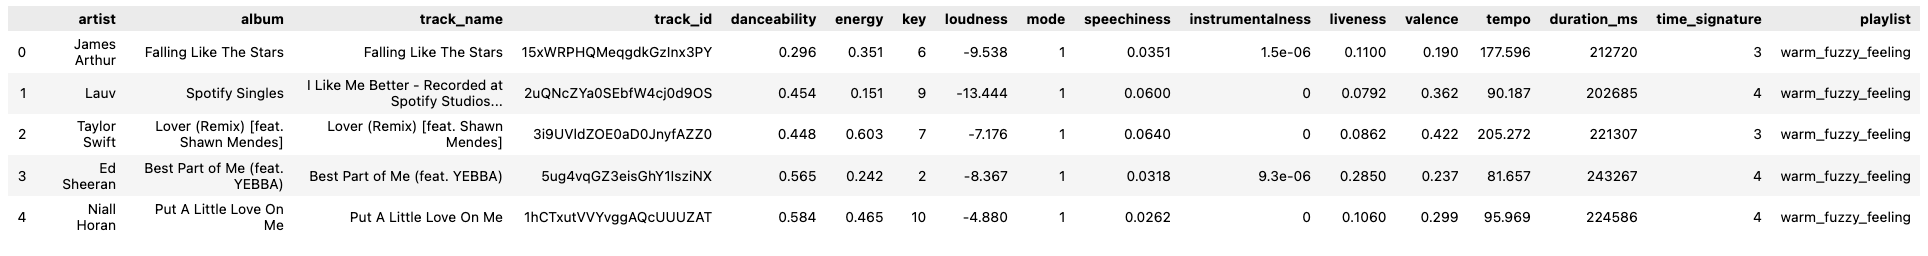 artist album track_name track_id danceability energy key loudness mode speechiness instrumentalness liveness valence tempo duration_ms time_signature playlist
0 James Arthur Falling Like The Stars Falling Like The Stars 15xWRPHQMeqgdkGzlnx3PY 0.296 0.351 6 -9.538 1 0.0351 1.5e-06 0.1100 0.190 177.596 212720 3 warm_fuzzy_feeling
1 Lauv Spotify Singles I Like Me Better - Recorded at Spotify Studios... 2uQNcZYa0SEbfW4cj0d9OS 0.454 0.151 9 -13.444 1 0.0600 0 0.0792 0.362 90.187 202685 4 warm_fuzzy_feeling
2 Taylor Swift Lover (Remix) [feat. Shawn Mendes] Lover (Remix) [feat. Shawn Mendes] 3i9UVldZOE0aD0JnyfAZZ0 0.448 0.603 7 -7.176 1 0.0640 0 0.0862 0.422 205.272 221307 3 warm_fuzzy_feeling
3 Ed Sheeran Best Part of Me (feat. YEBBA) Best Part of Me (feat. YEBBA) 5ug4vqGZ3eisGhY1IsziNX 0.565 0.242 2 -8.367 1 0.0318 9.3e-06 0.2850 0.237 81.657 243267 4 warm_fuzzy_feeling
4 Niall Horan Put A Little Love On Me Put A Little Love On Me 1hCTxutVVYvggAQcUUUZAT 0.584 0.465 10 -4.880 1 0.0262 0 0.1060 0.299 95.969 224586 4 warm_fuzzy_feeling